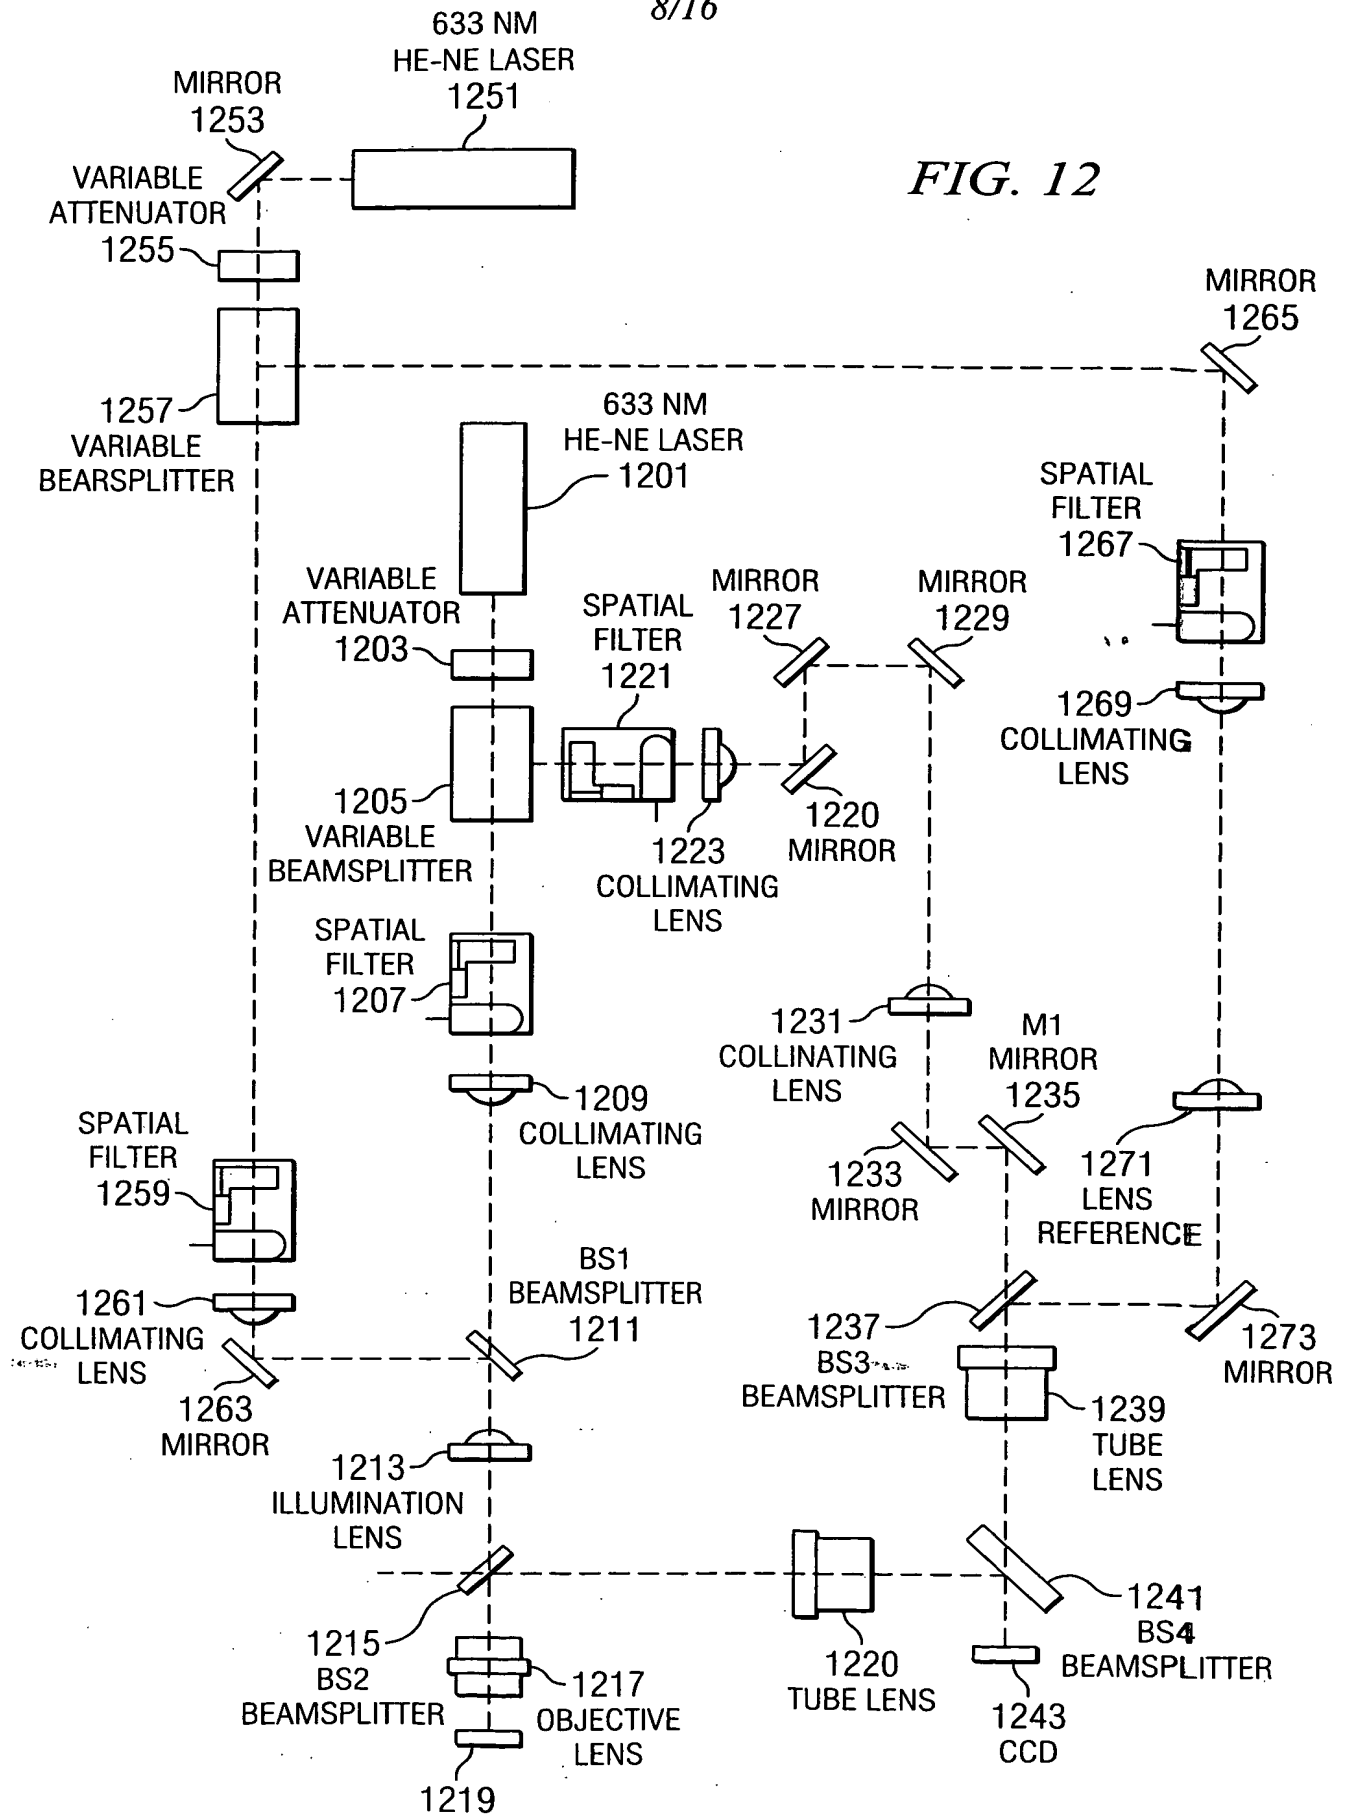 8/16
633 NM
HE-NE LASER
1251
MIRROR
1253
FIG. 12
VARIABLE
ATTENUATOR
1255
MIRROR
1265
1257
VARIABLE
BEARSPLITTER
633 NM
HE-NE LASER
1201
SPATIAL
FILTER
1267
VARIABLE
ATTENUATOR
1203
SPATIAL
FILTER
1221
MIRROR
1227
MIRROR
1229
1269
COLLIMATING
LENS
1205
VARIABLE
BEAMSPLITTER
1223
COLLIMATING
LENS
1220
MIRROR
SPATIAL
FILTER
1207
1231
COLLINATING
LENS
M1
MIRROR
1235
1209
COLLIMATING
LENS
SPATIAL
FILTER
1259
1233
MIRROR
1271
LENS
REFERENCE
BS1
BEAMSPLITTER
1211
1261
COLLIMATING
LENS
1237
BS3
BEAMSPLITTER
1273
MIRROR
1263
MIRROR
1239
TUBE
LENS
1213
ILLUMINATION
LENS
1241
BS4
BEAMSPLITTER
1215
BS2
BEAMSPLITTER
1217
OBJECTIVE
LENS
1220
TUBE LENS
1243
CCD
1219